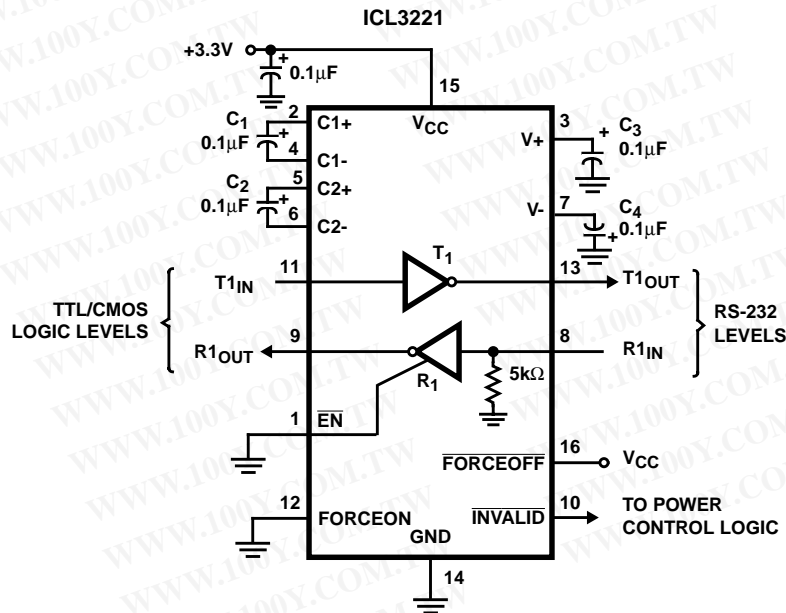 ICL3221
+3.3V
+
0.1µF
15
VCC
2
C1+
C1
0.1µF
+
4
C1-
5
C2+
C2
0.1µF
+
6
C2-
3
V+
+
C3
0.1µF
7
V-
C4
0.1µF
+
T1
11
T1IN
13
T1OUT
TTL/CMOS
LOGIC LEVELS
RS-232
LEVELS
9
R1OUT
R1
8
R1IN
5kΩ
1
EN
16
FORCEOFF
VCC
12
FORCEON
INVALID
10
TO POWER
CONTROL LOGIC
GND
14
WWW.100Y.COM.TW